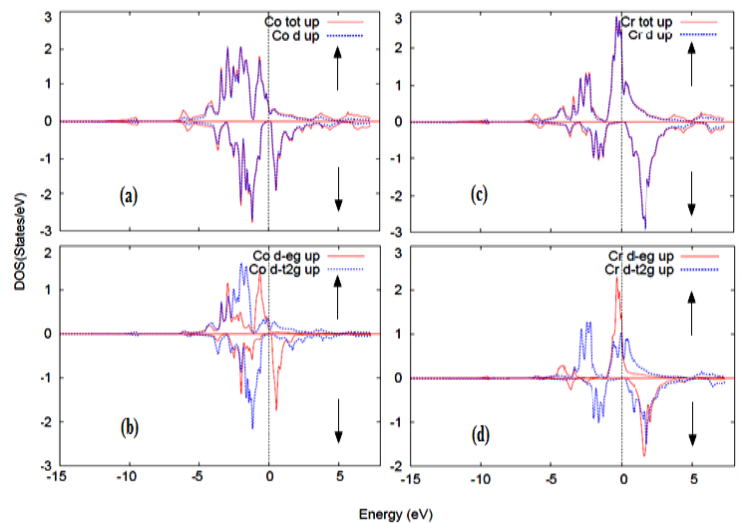 Co tot up
Co d up
3
2
1
0
-1
-2
-3
(a)
Cr tot up
Cr d up
3
2
1
0
-1
-2
-3
(c)
DOS(States/eV)
Co d-eg up
Co d-t2g up
2
1
0
-1
-2
-3
(b)
-15
-10
-5
0
5
Cr d-eg up
Cr d-t2g up
3
2
1
0
-1
-2
(d)
-15
-10
-5
0
5
Energy (eV)